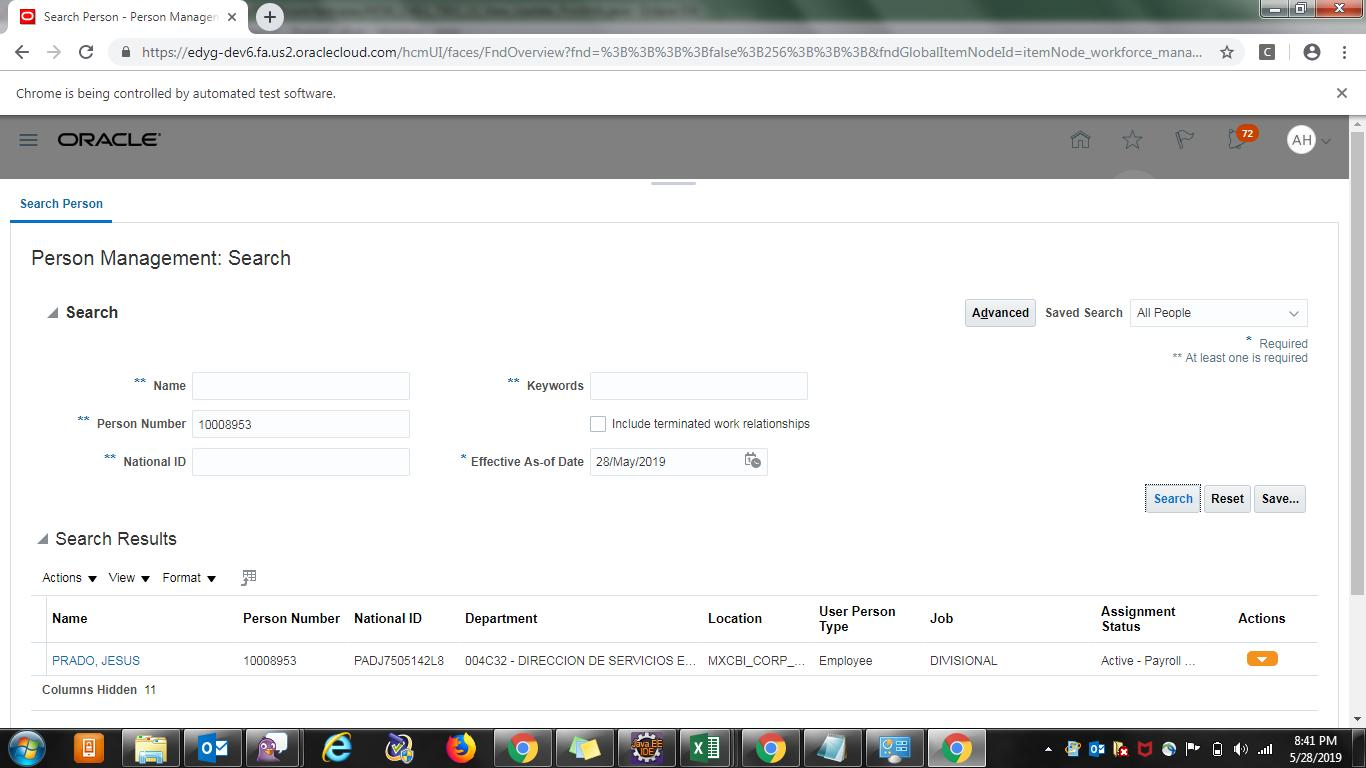 Search Person - Person Managem
https://edyg-dev6.fa.us2.oraclecloud.com/hcmUI/faces/FndOverview?fnd=%3B%3B%3B%3Bfalse%3B256%3B%3B%3B&fndGlobalItemNodeId=itemNode_workforce_mana...
C
Chrome is being controlled by automated test software.
ORACLE
72
AH
Search Person
Person Management: Search
Search
Advanced Saved Search All People
* Required
** At least one is required
** Name
** Keywords
** Person Number 10008953
Include terminated work relationships
** National ID
* Effective As-of Date 28/May/2019
Search Reset Save...
Search Results
Actions View Format
Name Person Number National ID Department Location User Person Type Job Assignment Status Actions
PRADO, JESUS 10008953 PADJ7505142L8 004C32 - DIRECCION DE SERVICIOS E... MXCBI_CORP_... Employee DIVISIONAL Active - Payroll ...
Columns Hidden 11
Java EE
IDE
8:41 PM
5/28/2019